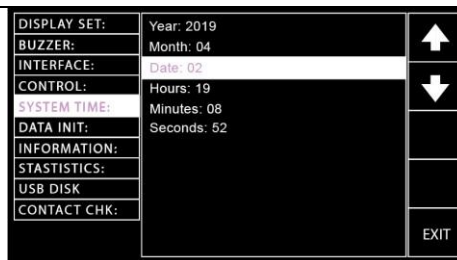 DISPLAY SET:
BUZZER:
INTERFACE:
CONTROL:
SYSTEM TIME:
DATA INIT:
INFORMATION:
STASTISTICS:
USB DISK
CONTACT CHK:
Year: 2019
Month: 04
Date: 02
Hours: 19
Minutes: 08
Seconds: 52
EXIT